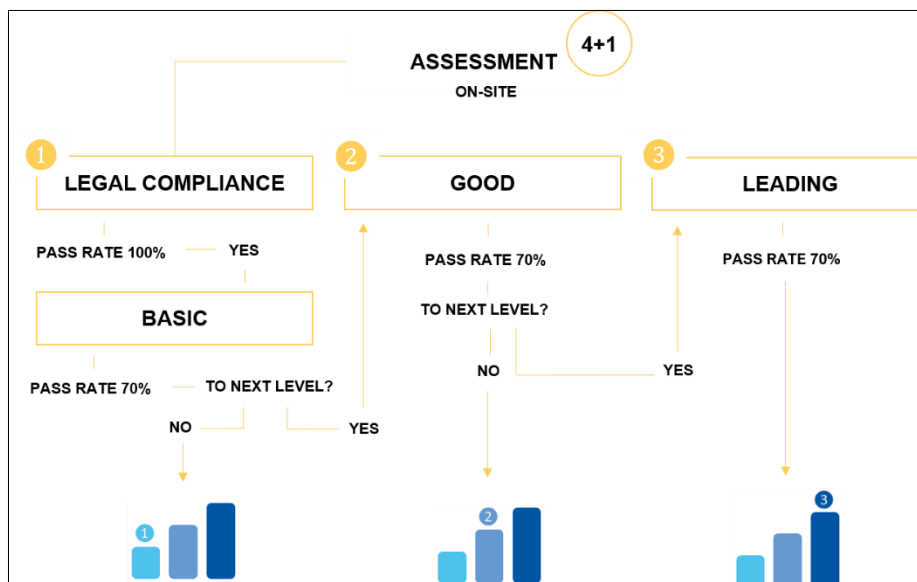 4+1
ASSESSMENT
ON-SITE
1
LEGAL COMPLIANCE
2
GOOD
3
LEADING
PASS RATE 100%
YES
PASS RATE 70%
PASS RATE 70%
BASIC
TO NEXT LEVEL?
PASS RATE 70%
TO NEXT LEVEL?
NO
YES
NO
YES
1
2
3